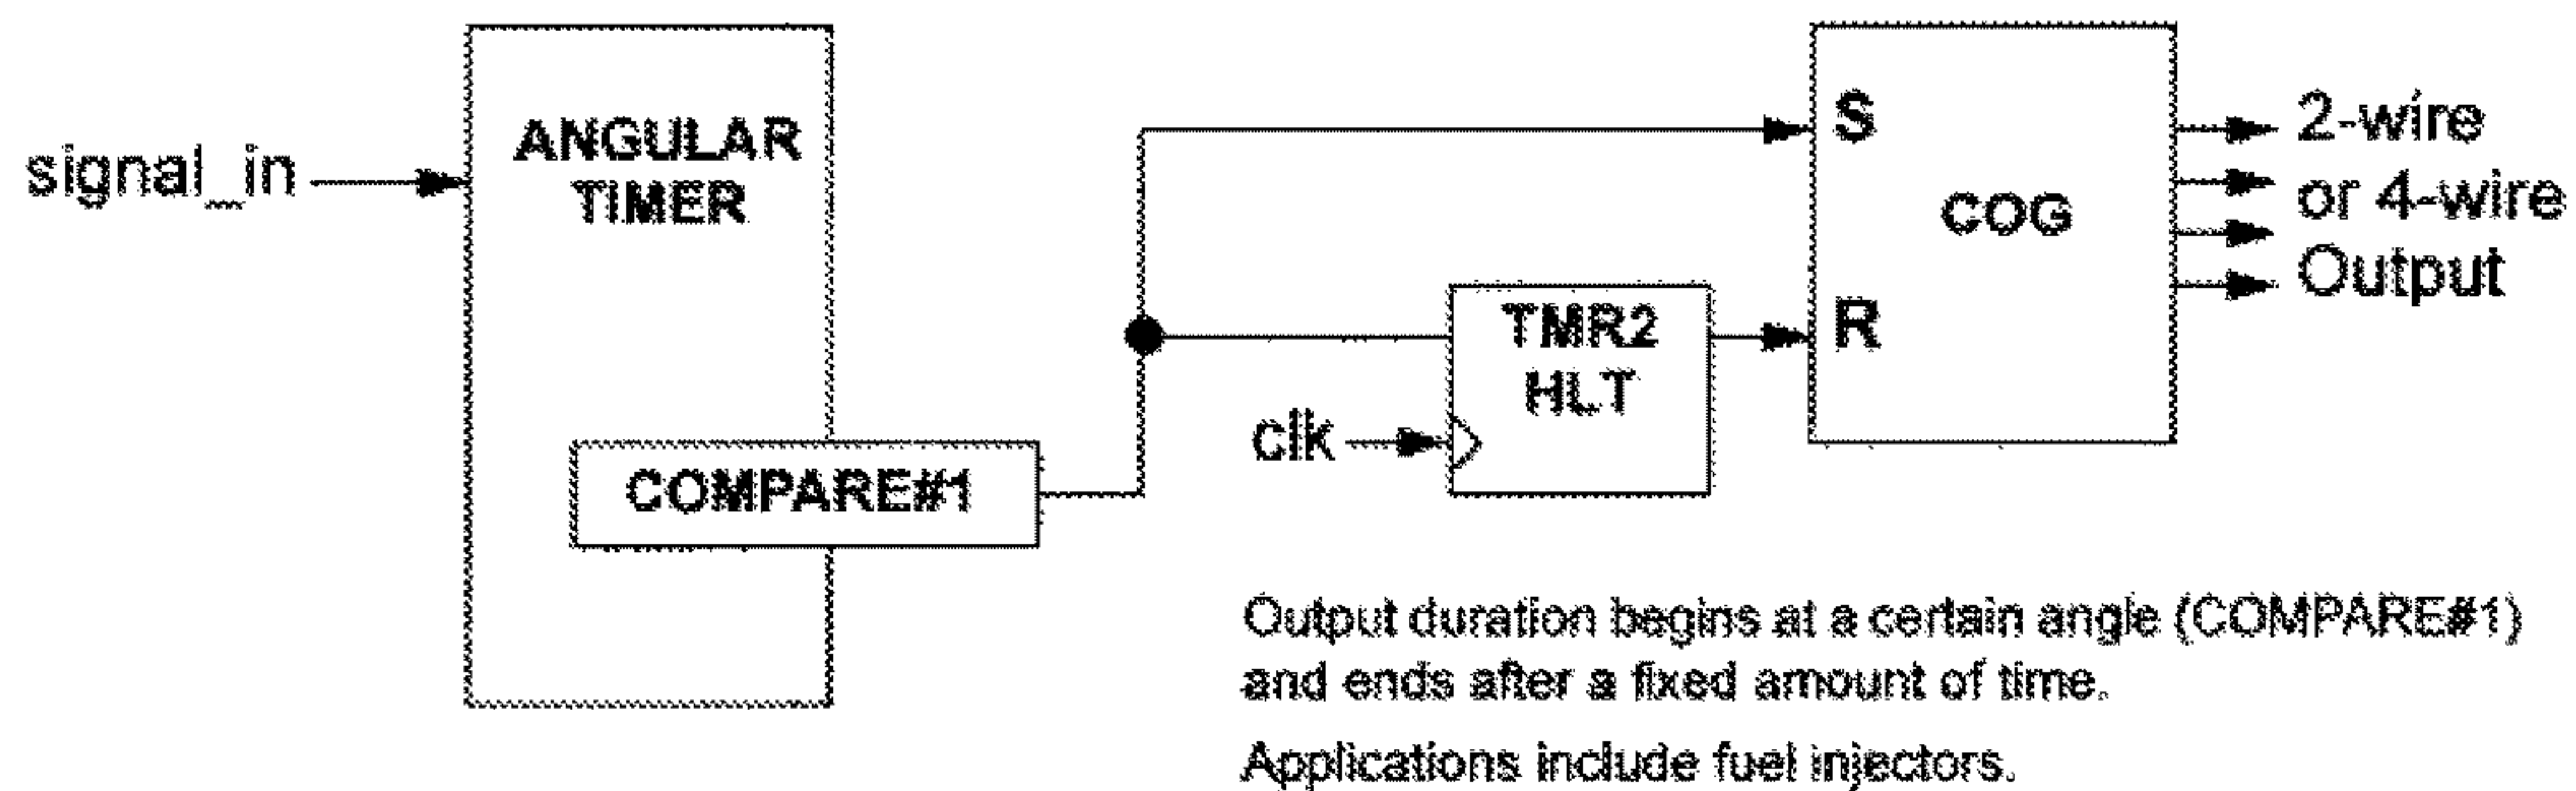 signal_in
ANGULAR
TIMER
COMPARE#1
S
COG
R
TMR2
HLT
clk
2-wire
or 4-wire
Output
Output duration begins at a certain angle (COMPARE#1)
and ends after a fixed amount of time.
Applications include fuel injectors.